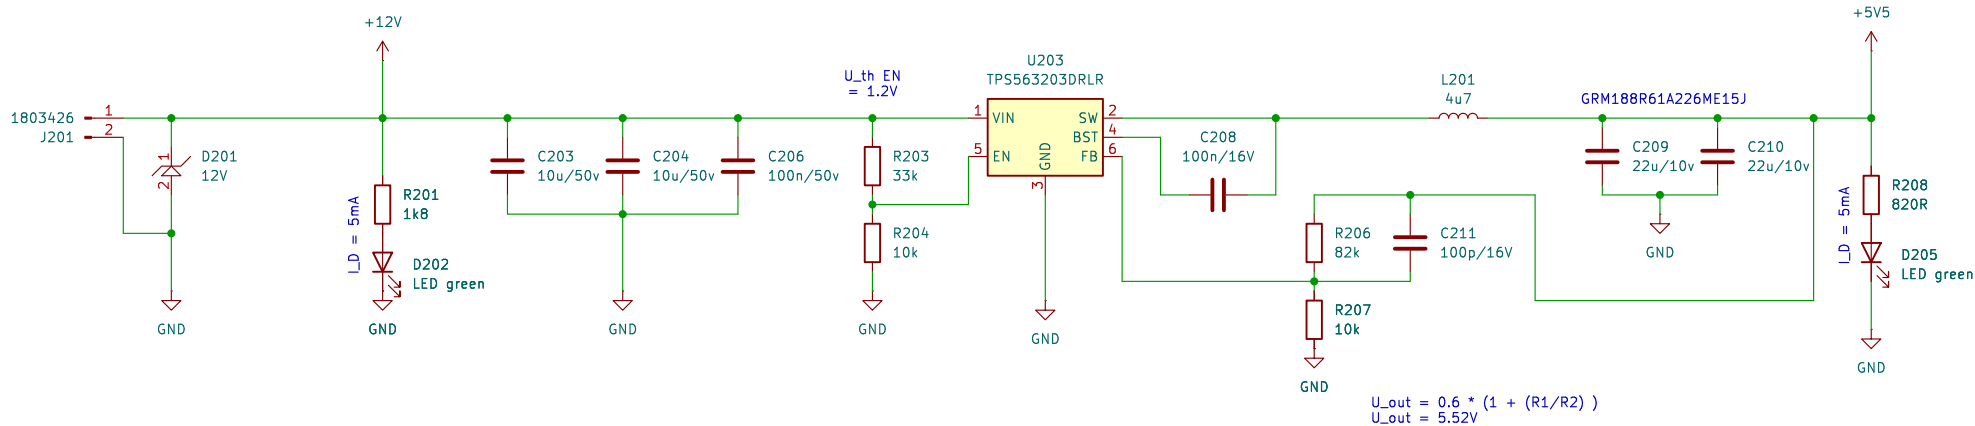 +12V
+5V5
1803426
J201
1
2
D201
12V
1
2
GND
I_D = 5mA
R201
1k8
D202
LED green
GND
C203
10u/50v
C204
10u/50v
C206
100n/50v
GND
U_th EN
= 1.2V
R203
33k
R204
10k
GND
U203
TPS563203DRLR
1
VIN
5
EN
GND
3
SW
2
BST
4
FB
6
GND
C208
100n/16V
L201
4u7
R206
82k
C211
100p/16V
R207
10k
GND
GRM188R61A226ME15J
C209
22u/10v
C210
22u/10v
GND
I_D = 5mA
R208
820R
D205
LED green
GND
U_out = 0.6 * (1 + (R1/R2) )
U_out = 5.52V